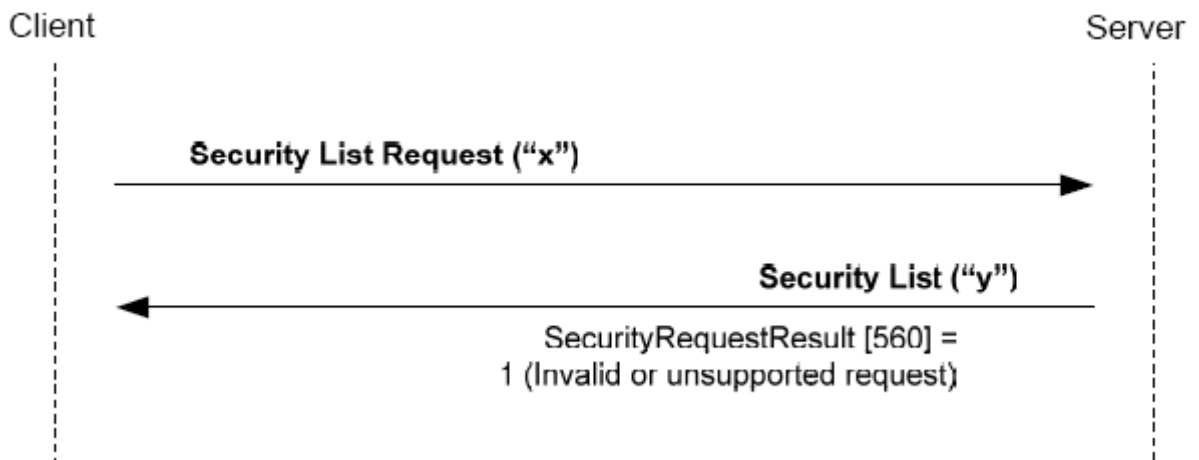 Client
Server
Security List Request (“x”)
Security List (“y”)
SecurityRequestResult [560] =
1 (Invalid or unsupported request)